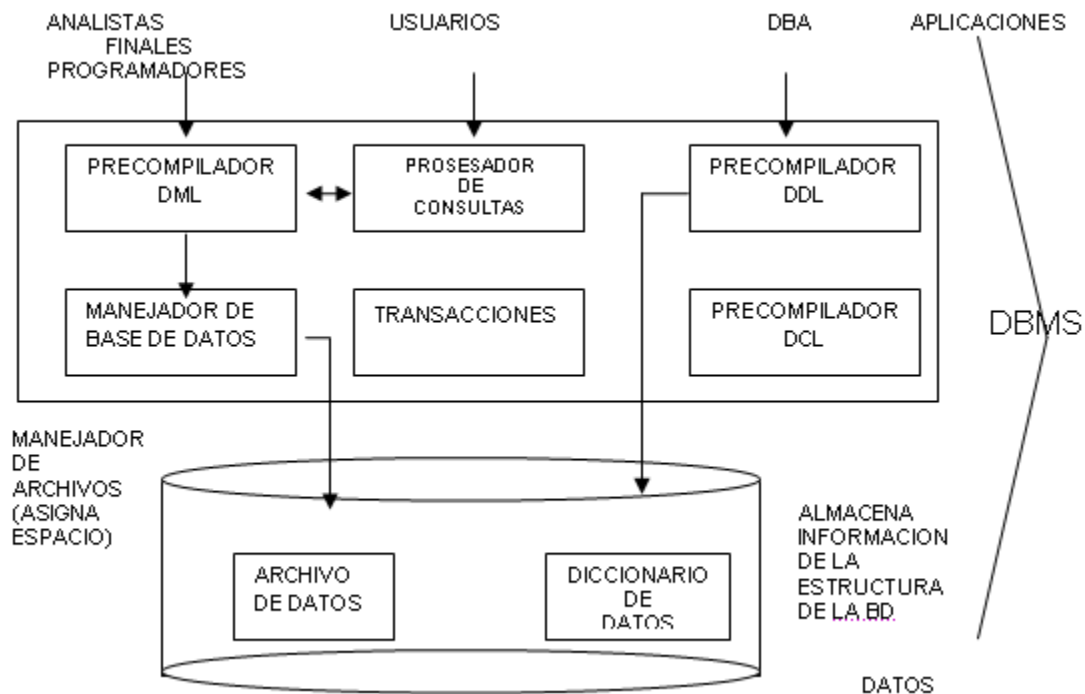 ANALISTAS
FINALES
PROGRAMADORES
USUARIOS
DBA
APLICACIONES
PRECOMPILADOR
DML
PROSESADOR
DE
CONSULTAS
PRECOMPILADOR
DDL
MANEJADOR DE
BASE DE DATOS
TRANSACCIONES
PRECOMPILADOR
DCL
DBMS
MANEJADOR
DE
ARCHIVOS
(ASIGNA
ESPACIO)
ARCHIVO
DE DATOS
DICCIONARIO
DE
DATOS
ALMACENA
INFORMACION
DE LA
ESTRUCTURA
DE LA BD
DATOS